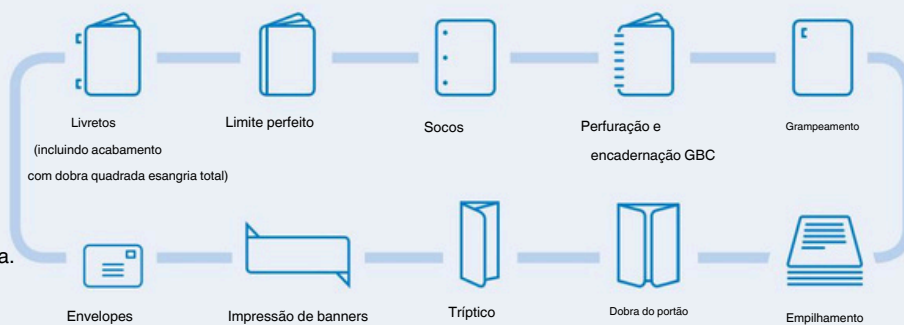 Livretos
(incluindo acabamento
com dobra quadrada esangria total)
Limite perfeito
Socos
Perfuração e
encadernação GBC
Grampeamento
a.
Envelopes
Impressão de banners
Tríptico
Dobra do portão
Empilhamento